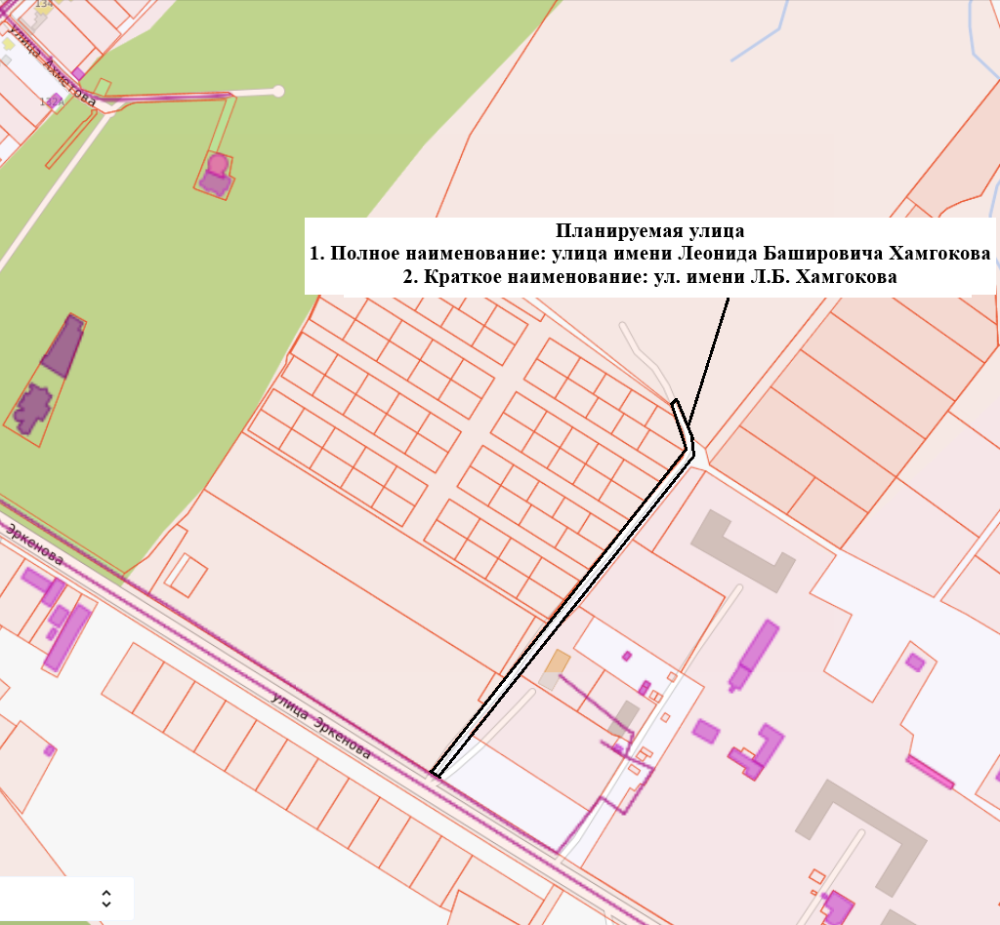 134
улица Ахметова
132А
Планируемая улица
1. Полное наименование: улица имени Леонида Башировича Хамгокова
2. Краткое наименование: ул. имени Л.Б. Хамгокова
Эркенова
улица Эркенова